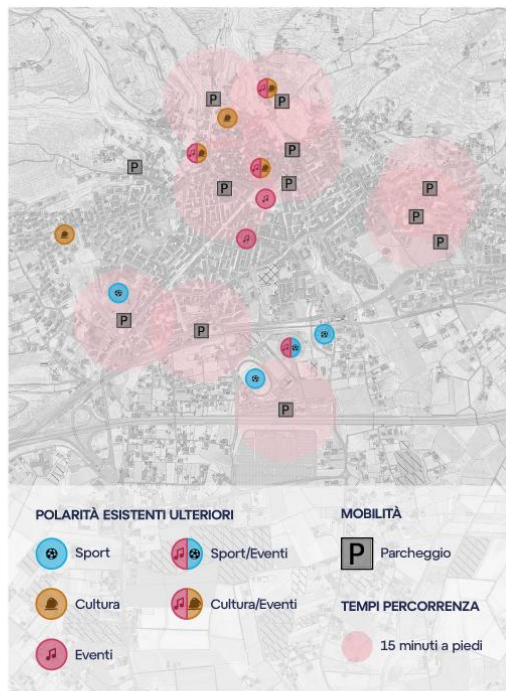 P
P
P
P
P
P
P
P
P
P
P
P
P
POLARITÀ ESISTENTI ULTERIORI
Sport
Sport/Eventi
Cultura
Cultura/Eventi
Eventi
MOBILITÀ
P Parcheggio
TEMPI PERCORRENZA
15 minuti a piedi